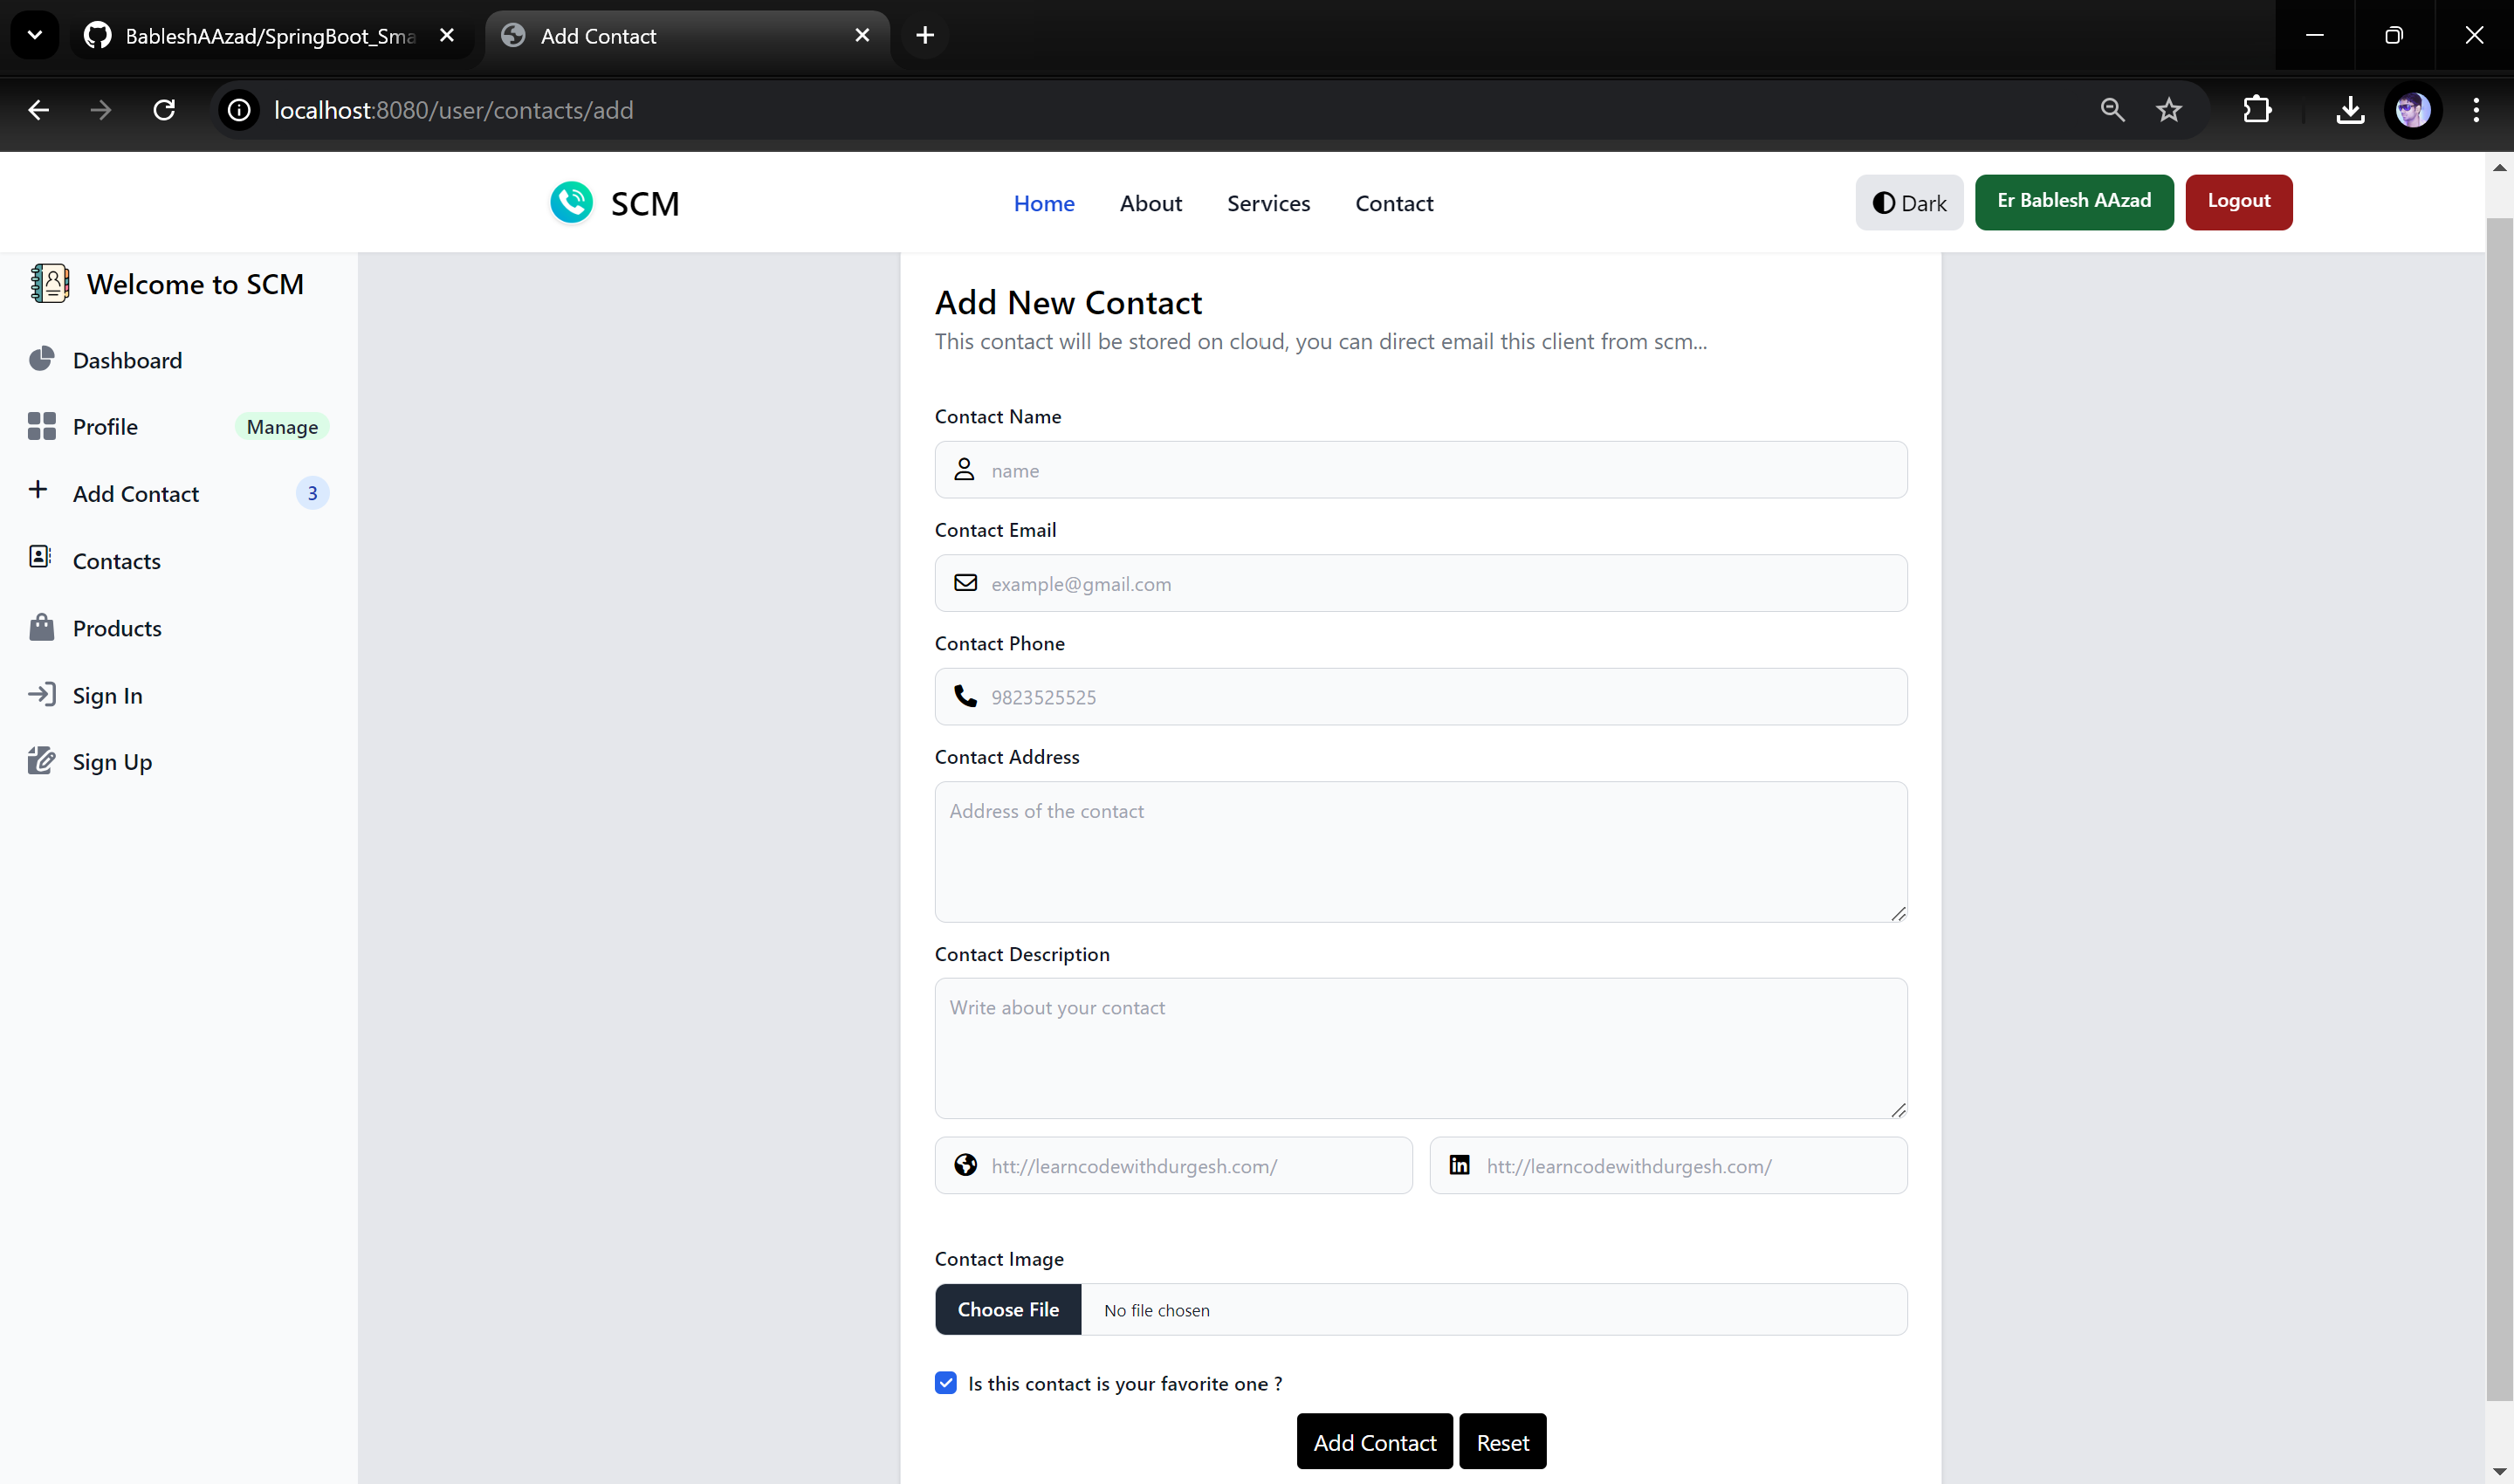 BableshAAzad/SpringBoot_Sma
Add Contact
localhost:8080/user/contacts/add
SCM
Home About Services Contact
Dark
Er Bablesh AAzad
Logout
Welcome to SCM
Dashboard
Profile Manage
Add Contact 3
Contacts
Products
Sign In
Sign Up
Add New Contact
This contact will be stored on cloud, you can direct email this client from scm...
Contact Name
name
Contact Email
example@gmail.com
Contact Phone
9823525525
Contact Address
Address of the contact
Contact Description
Write about your contact
htt://learncodewithdurgesh.com/
in htt://learncodewithdurgesh.com/
Contact Image
Choose File No file chosen
Is this contact is your favorite one ?
Add Contact Reset